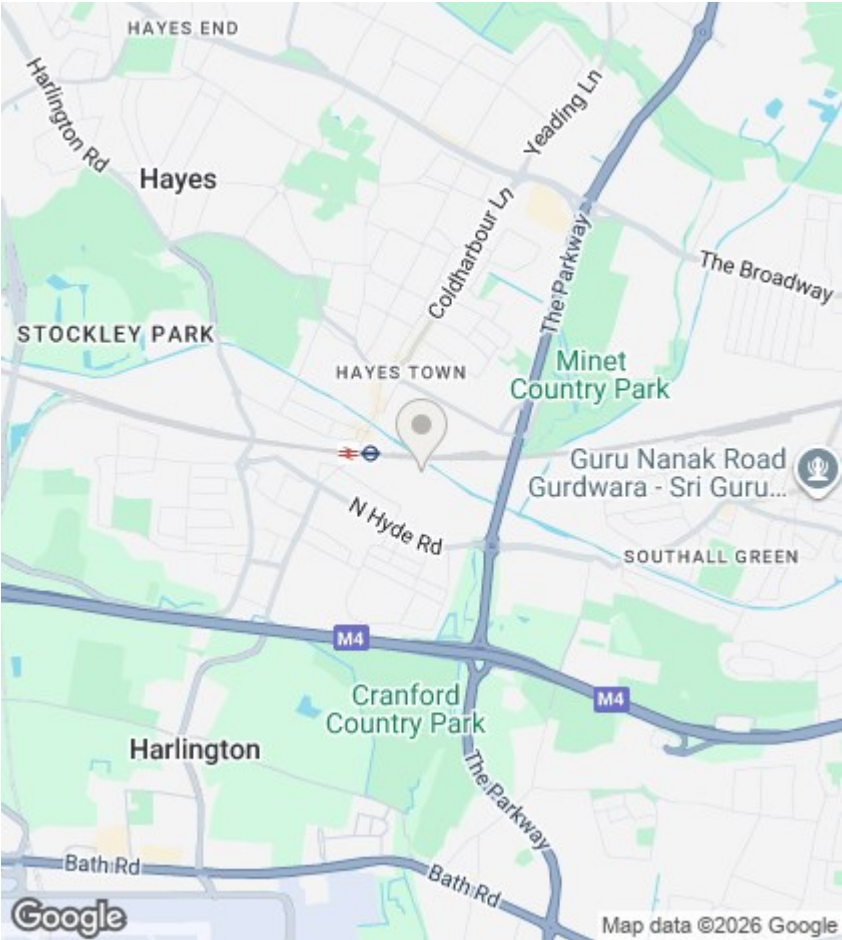 HAYES END
Harlington Rd
Yeading Ln
Hayes
Coldharbour Ln
The Parkway
The Broadway
STOCKLEY PARK
Minet
Country Park
HAYES TOWN
Guru Nanak Road
Gurdwara - Sri Guru...
N Hyde Rd
SOUTHALL GREEN
M4
M4
Cranford
Country Park
Harlington
The Parkway
Bath Rd
Bath Rd
Google
Map data ©2026 Google